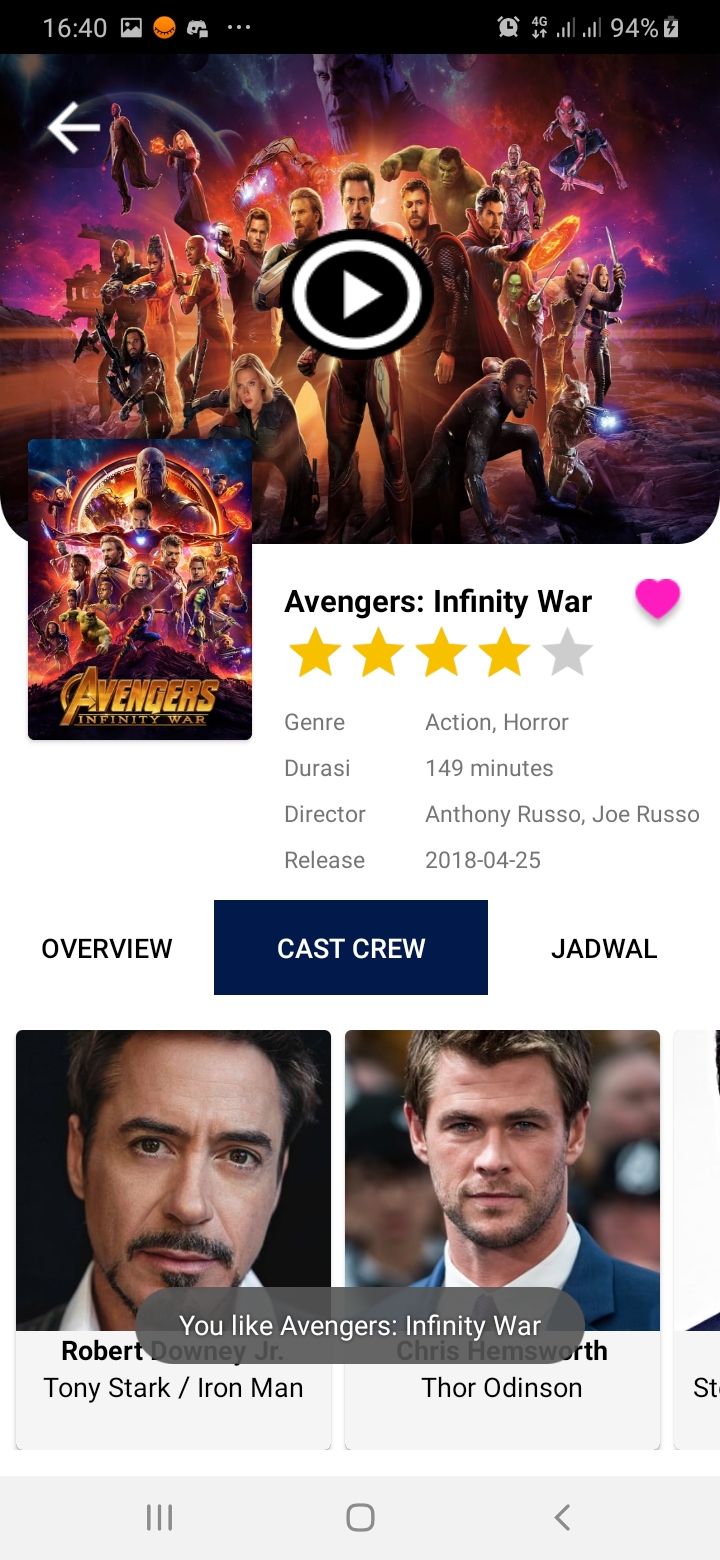 16:40
4G
94%
AVENGERS
INFINITY WAR
Avengers: Infinity War
Genre Action, Horror
Durasi 149 minutes
Director Anthony Russo, Joe Russo
Release 2018-04-25
OVERVIEW CAST CREW JADWAL
You like Avengers: Infinity War
Robert Downey Jr. Chris Hemsworth
Tony Stark / Iron Man Thor Odinson St